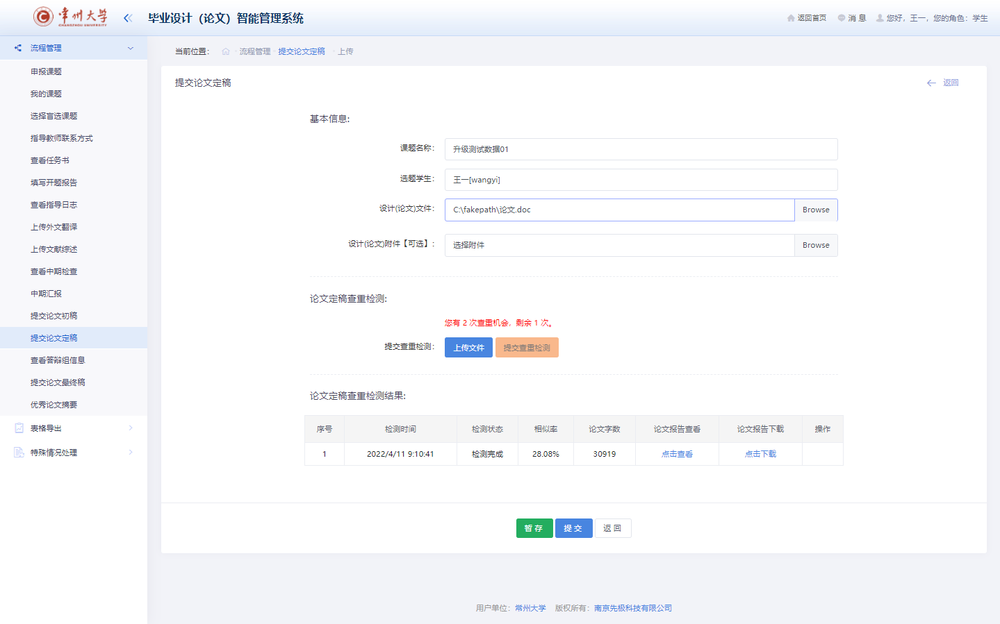 常州大学
CHANGZHOU UNIVERSITY
毕业设计（论文）智能管理系统
返回首页
消 息
您好，王一，您的角色：学生
流程管理
申报课题
我的课题
选择盲选课题
指导教师联系方式
查看任务书
填写开题报告
查看指导日志
上传外文翻译
上传文献综述
查看中期检查
中期汇报
提交论文初稿
提交论文定稿
查看答辩组信息
提交论文最终稿
优秀论文摘要
表格导出
特殊情况处理
当前位置： 流程管理 提交论文定稿 上传
提交论文定稿
返回
基本信息:
课题名称： 升级测试数据01
选题学生： 王一[wangyi]
设计(论文)文件： C:\fakepath\论文.doc Browse
设计(论文)附件【可选】： 选择附件 Browse
论文定稿查重检测:
您有 2 次查重机会，剩余 1 次。
提交查重检测： 上传文件 提交查重检测
论文定稿查重检测结果:
序号 检测时间 检测状态 相似率 论文字数 论文报告查看 论文报告下载 操作
1 2022/4/11 9:10:41 检测完成 28.08% 30919 点击查看 点击下载
暂 存 提 交 返 回
用户单位：常州大学 版权所有：南京先极科技有限公司